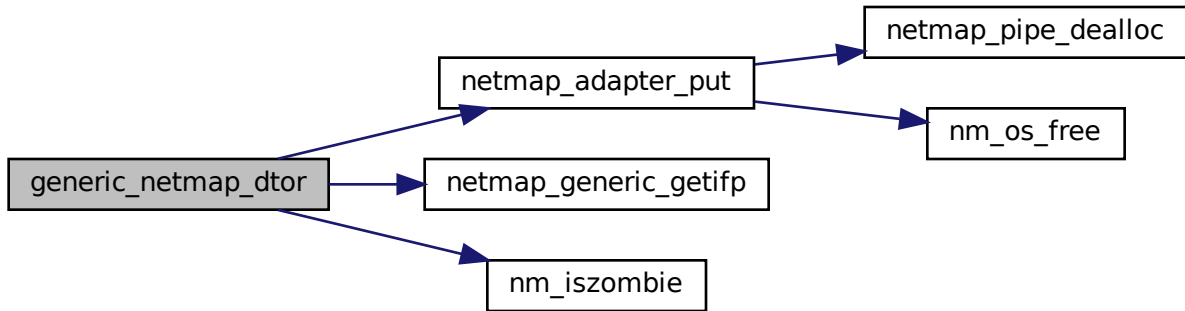 netmap_pipe_dealloc
netmap_adapter_put
nm_os_free
generic_netmap_dtor
netmap_generic_getifp
nm_iszombie